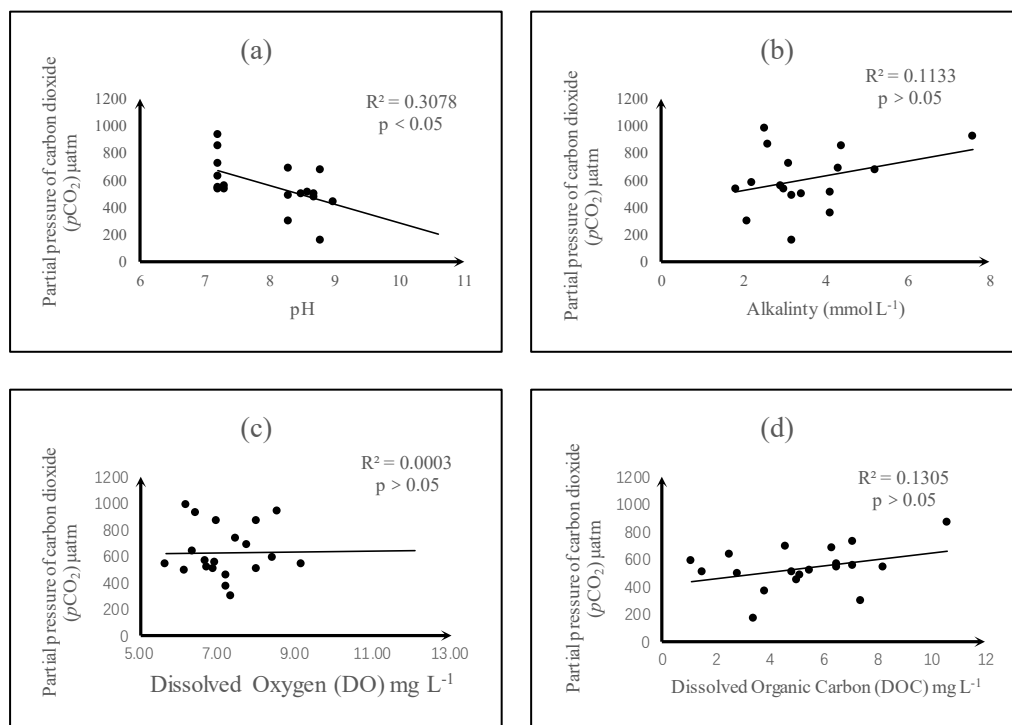 (a)
R² = 0.3078
p < 0.05
Partial pressure of carbon dioxide
(pCO₂) µatm
1200
1000
800
600
400
200
0
6 7 8 9 10 11
pH
(b)
R² = 0.1133
p > 0.05
Partial pressure of carbon dioxide
(pCO₂) µatm
1200
1000
800
600
400
200
0
0 2 4 6 8
Alkalinty (mmol L⁻¹)
(c)
R² = 0.0003
p > 0.05
Partial pressure of carbon dioxide
(pCO₂) µatm
1200
1000
800
600
400
200
0
5.00 7.00 9.00 11.00 13.00
Dissolved Oxygen (DO) mg L⁻¹
(d)
R² = 0.1305
p > 0.05
Partial pressure of carbon dioxide
(pCO₂) µatm
1200
1000
800
600
400
200
0
0 2 4 6 8 10 12
Dissolved Organic Carbon (DOC) mg L⁻¹